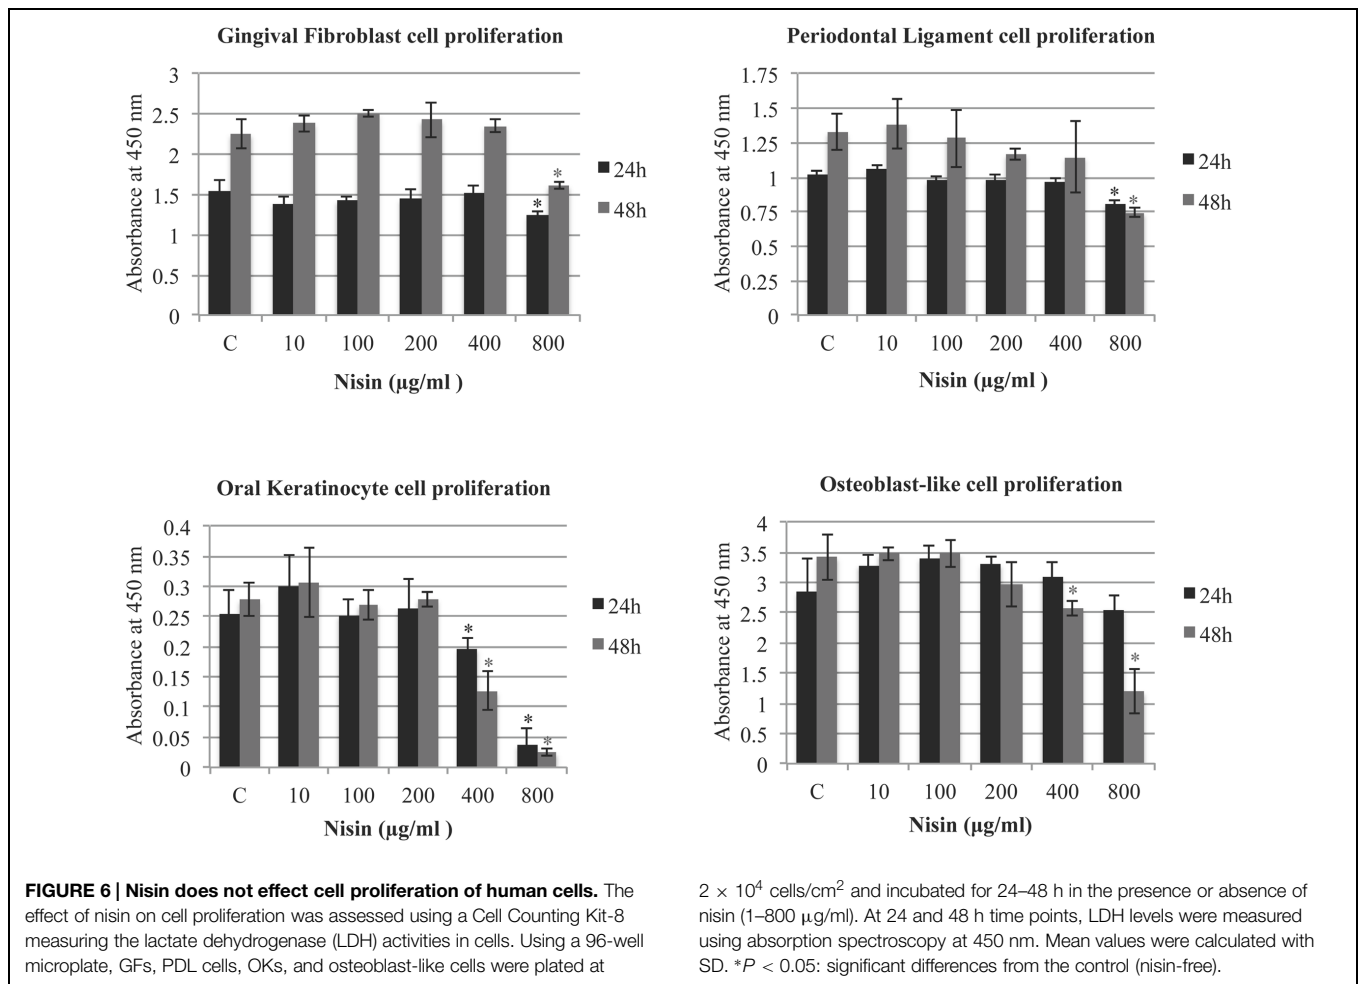 Gingival Fibroblast cell proliferation
Absorbance at 450 nm
3
2.5
2
1.5
1
0.5
0
*
*
24h
48h
C 10 100 200 400 800
Nisin (µg/ml )
Periodontal Ligament cell proliferation
Absorbance at 450 nm
1.75
1.5
1.25
1
0.75
0.5
0.25
0
* *
24h
48h
C 10 100 200 400 800
Nisin (µg/ml )
Oral Keratinocyte cell proliferation
Absorbance at 450 nm
0.4
0.35
0.3
0.25
0.2
0.15
0.1
0.05
0
*
*
*
*
24h
48h
C 10 100 200 400 800
Nisin (µg/ml )
Osteoblast-like cell proliferation
Absorbance at 450 nm
4
3.5
3
2.5
2
1.5
1
0.5
0
*
*
24h
48h
C 10 100 200 400 800
Nisin (µg/ml)
FIGURE 6 | Nisin does not effect cell proliferation of human cells. The
effect of nisin on cell proliferation was assessed using a Cell Counting Kit-8
measuring the lactate dehydrogenase (LDH) activities in cells. Using a 96-well
microplate, GFs, PDL cells, OKs, and osteoblast-like cells were plated at
2 × 10⁴ cells/cm² and incubated for 24–48 h in the presence or absence of
nisin (1–800 µg/ml). At 24 and 48 h time points, LDH levels were measured
using absorption spectroscopy at 450 nm. Mean values were calculated with
SD. *P < 0.05: significant differences from the control (nisin-free).